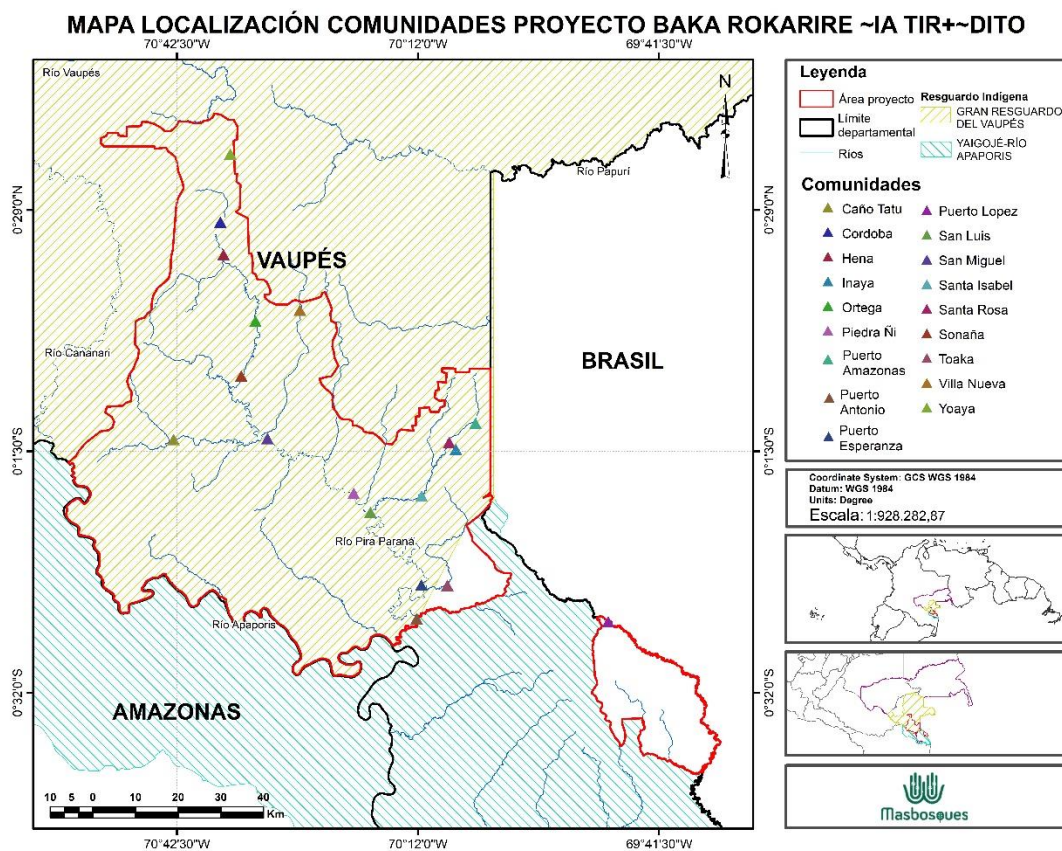 MAPA LOCALIZACIÓN COMUNIDADES PROYECTO BAKA ROKARIRE ~IA TIR+~DITO
70°42'30"W
70°12'0"W
69°41'30"W
Río Vaupés
N
Río Papurí
0°29'0"N
0°29'0"N
VAUPÉS
BRASIL
Río Cananarí
0°1'30"S
0°1'30"S
Río Pira Paraná
Río Apaporis
0°32'0"S
0°32'0"S
AMAZONAS
10 5 0 10 20 30 40
Km
70°42'30"W
70°12'0"W
69°41'30"W
Leyenda
Área proyecto
Límite
departamental
Ríos
Resguardo Indígena
GRAN RESGUARDO
DEL VAUPÉS
YAIGOJÉ-RÍO
APAPORIS
Comunidades
Caño Tatu
Cordoba
Hena
Inaya
Ortega
Piedra Ñi
Puerto
Amazonas
Puerto
Antonio
Puerto
Esperanza
Puerto Lopez
San Luis
San Miguel
Santa Isabel
Santa Rosa
Sonaña
Toaka
Villa Nueva
Yoaya
Coordinate System: GCS WGS 1984
Datum: WGS 1984
Units: Degree
Escala: 1:928.282,87
Masbosques